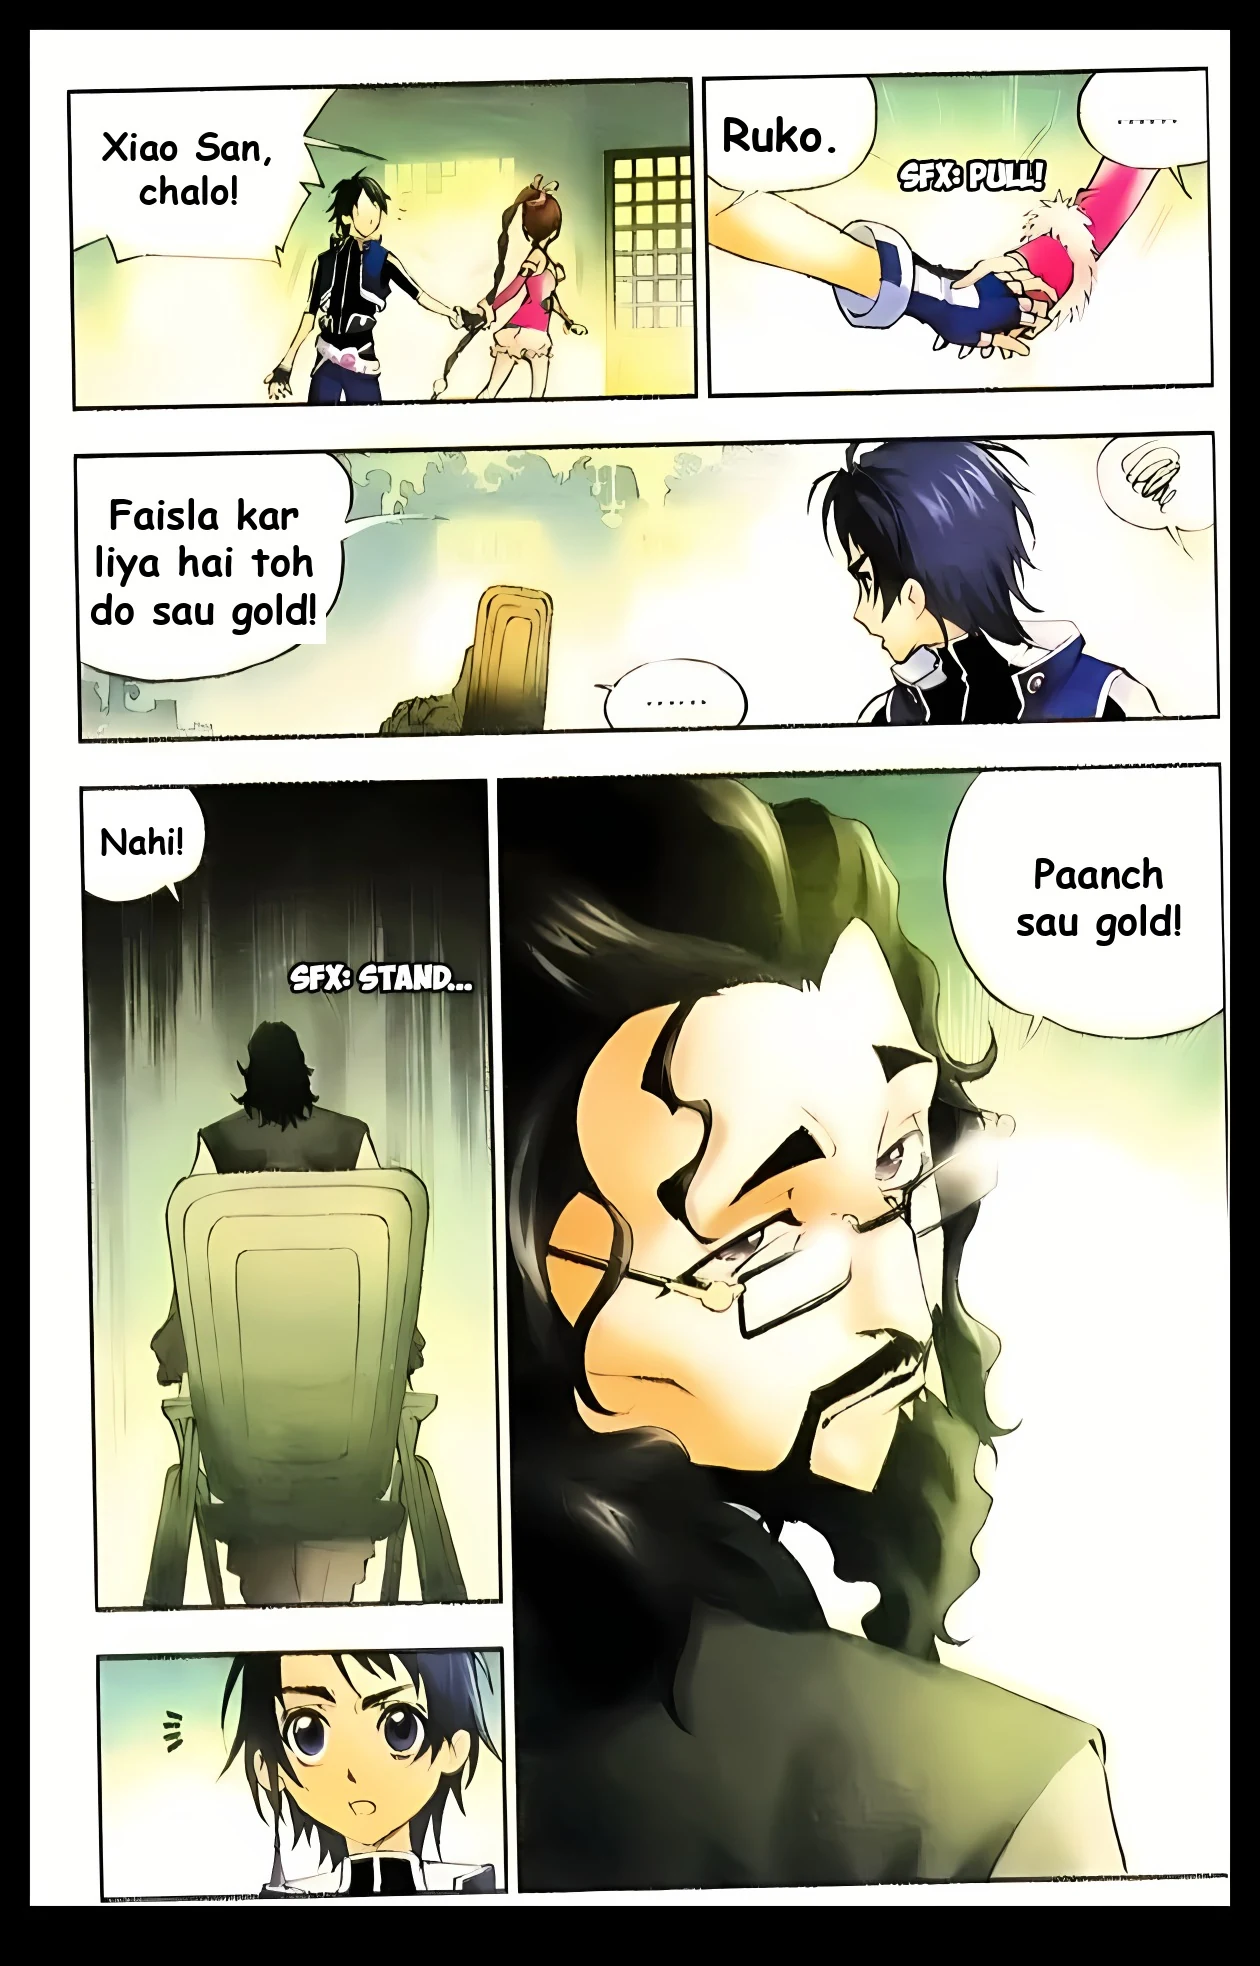 Xiao San,
chalo!
Ruko.
SFX: PULL!
......
Faisla kar
liya hai toh
do sau gold!
......
Nahi!
SFX: STAND...
Paanch
sau gold!